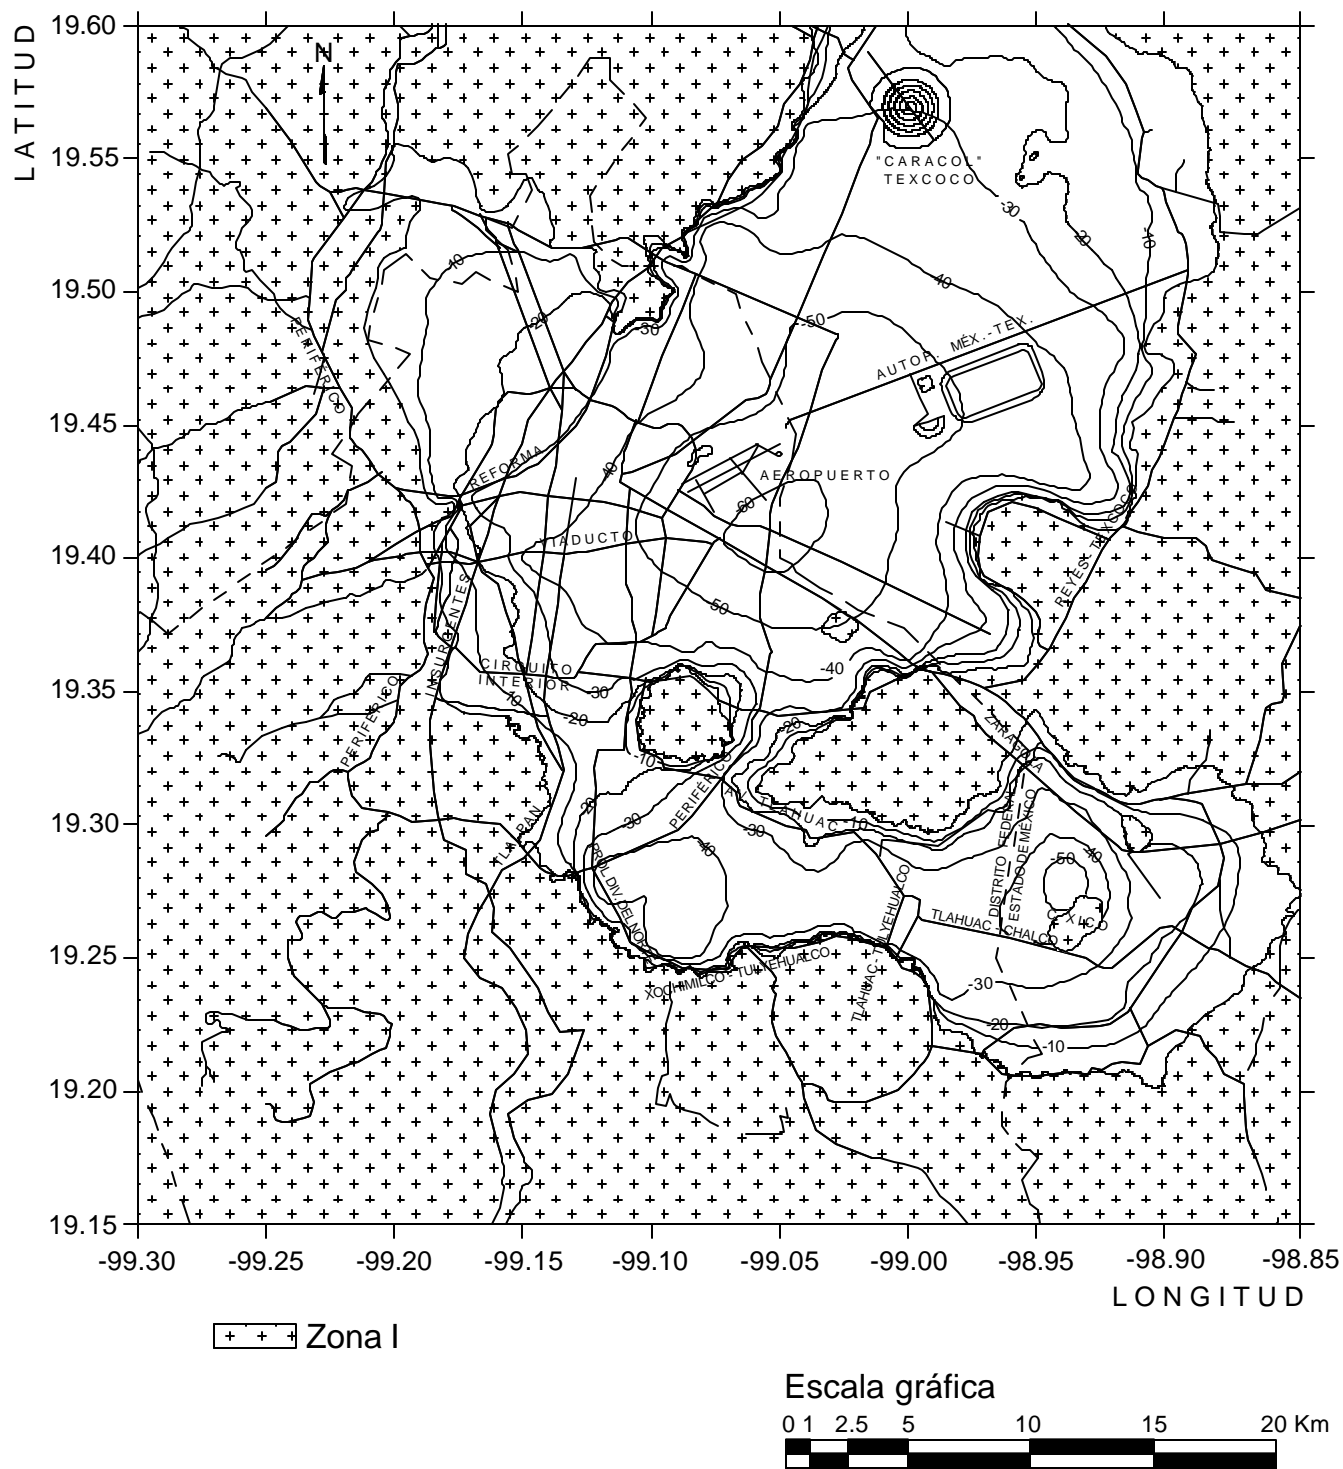 LATITUD
19.60
19.55
19.50
19.45
19.40
19.35
19.30
19.25
19.20
19.15
N
"CARACOL"
TEXCOCO
-30
-20
-10
-10
-40
-20
-30
-50
PERIFÉRICO
AUTOP. MÉX.-TEX.
REFORMA
40
AEROPUERTO
-60
VIADUCTO
REYES - TEXCOCO
INSURGENTES
-50
CIRCUITO
INTERIOR
-40
-30
-10
-20
-20
PERIFERICO
ZARAGOZA
-10
PERIFÉRICO
AV. TLAHUAC
-10
20
-30
-30
-40
TLALPAN
PROL. DIV. DEL NORTE
DISTRITO FEDERAL
ESTADO DE MÉXICO
-50
-40
C. XICO
TLAHUAC - CHALCO
TLAHUAC - TULYEHUALCO
XOCHIMILCO - TULYEHUALCO
-30
-20
-10
-99.30
-99.25
-99.20
-99.15
-99.10
-99.05
-99.00
-98.95
-98.90
-98.85
LONGITUD
Zona I
Escala gráfica
0 1 2.5 5 10 15 20 Km